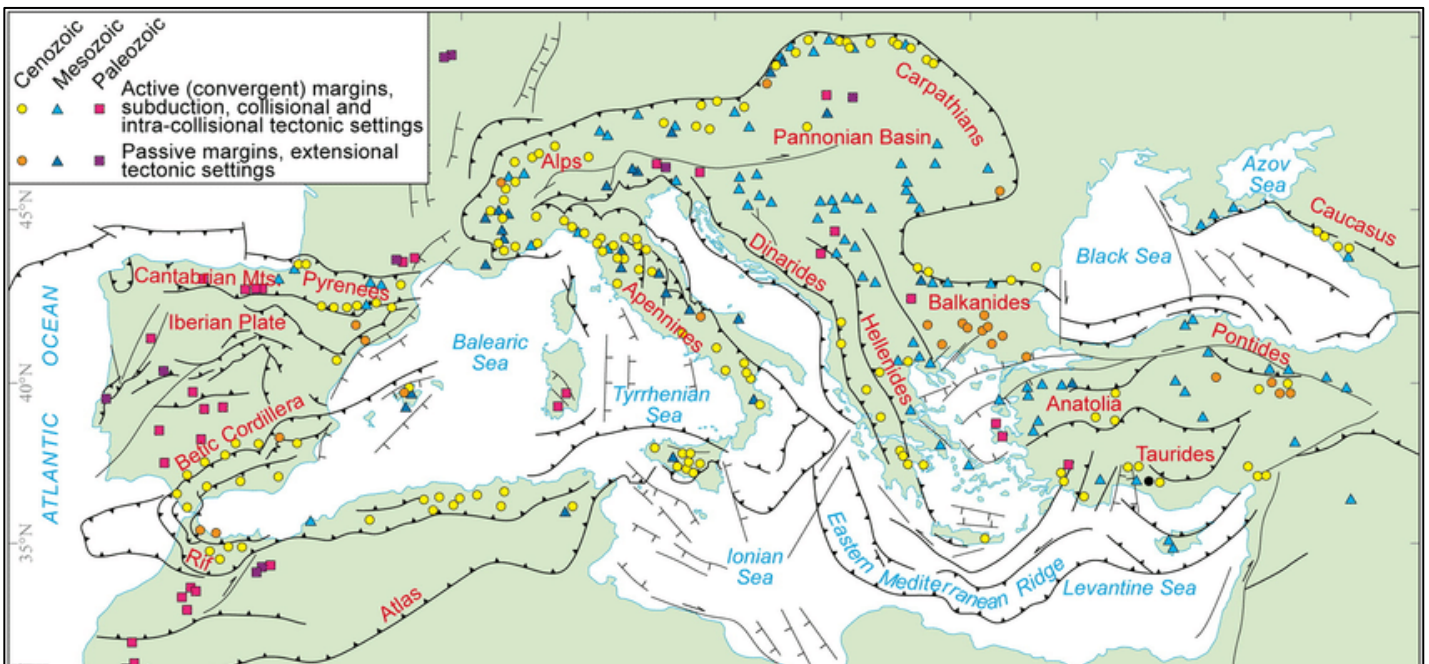 Cenozoic
Mesozoic
Paleozoic
Active (convergent) margins,
subduction, collisional and
intra-collisional tectonic settings
Passive margins, extensional
tectonic settings
Carpathians
Pannonian Basin
Alps
Azov
Sea
45°N
Caucasus
Black Sea
Dinarides
Cantabrian Mts
Pyrenees
Balkanides
Iberian Plate
Apennines
Hellenides
Pontides
ATLANTIC OCEAN
Balearic
Sea
40°N
Tyrrhenian
Sea
Anatolia
Betic Cordillera
Taurides
35°N
Rif
Ionian
Sea
Eastern Mediterranean Ridge
Levantine Sea
Atlas